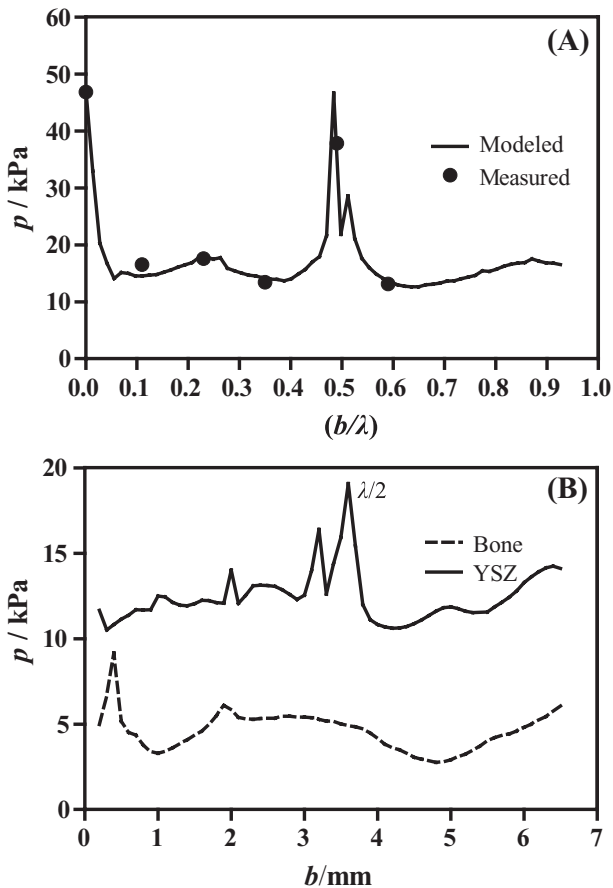 (A)
60
50
40
30
20
10
0
p / kPa
Modeled
Measured
0.0 0.1 0.2 0.3 0.4 0.5 0.6 0.7 0.8 0.9 1.0
(b/λ)
(B)
20
15
10
5
0
p / kPa
λ/2
Bone
YSZ
0 1 2 3 4 5 6 7
b/mm